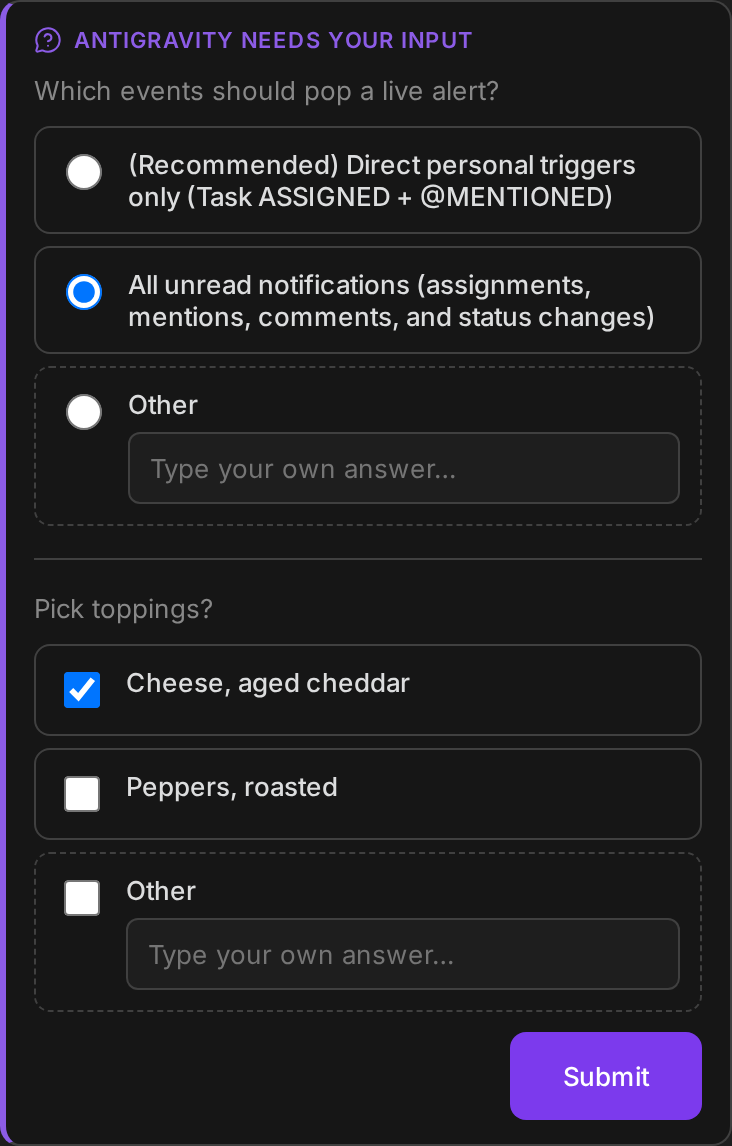 ANTIGRAVITY NEEDS YOUR INPUT
Which events should pop a live alert?
(Recommended) Direct personal triggers
only (Task ASSIGNED + @MENTIONED)
All unread notifications (assignments,
mentions, comments, and status changes)
Other
Type your own answer...
Pick toppings?
Cheese, aged cheddar
Peppers, roasted
Other
Type your own answer...
Submit